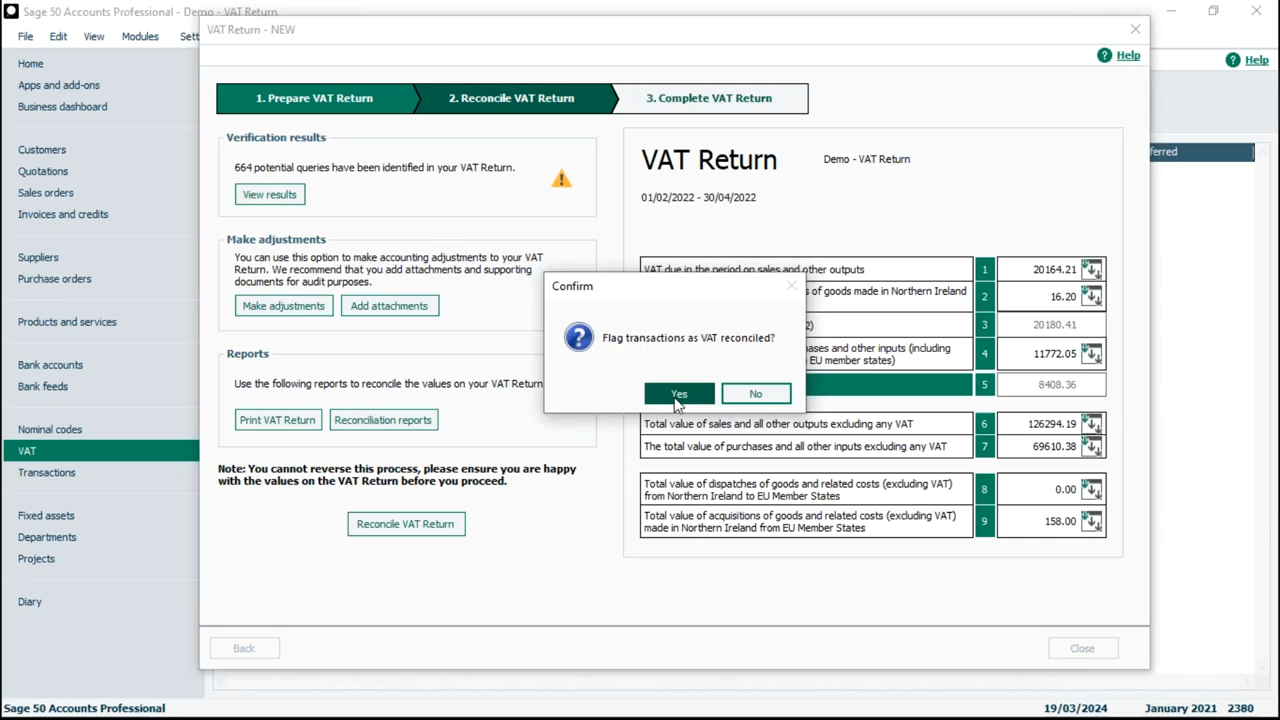 Sage 50 Accounts Professional - Demo - VAT Return
File Edit View Modules Sett
VAT Return - NEW
Help
Help
Home
Apps and add-ons
Business dashboard
Customers
Quotations
Sales orders
Invoices and credits
Suppliers
Purchase orders
Products and services
Bank accounts
Bank feeds
Nominal codes
VAT
Transactions
Fixed assets
Departments
Projects
Diary
1. Prepare VAT Return 2. Reconcile VAT Return 3. Complete VAT Return
Verification results
664 potential queries have been identified in your VAT Return.
View results
Make adjustments
You can use this option to make accounting adjustments to your VAT
Return. We recommend that you add attachments and supporting
documents for audit purposes.
Make adjustments Add attachments
Reports
Use the following reports to reconcile the values on your VAT Return
Print VAT Return Reconciliation reports
Note: You cannot reverse this process, please ensure you are happy
with the values on the VAT Return before you proceed.
Reconcile VAT Return
VAT Return Demo - VAT Return
01/02/2022 - 30/04/2022
ferred
VAT due in the period on sales and other outputs 1 20164.21
s of goods made in Northern Ireland 2 16.20
2) 3 20180.41
hases and other inputs (including
EU member states) 4 11772.05
5 8408.36
Total value of sales and all other outputs excluding any VAT 6 126294.19
The total value of purchases and all other inputs excluding any VAT 7 69610.38
Total value of dispatches of goods and related costs (excluding VAT)
from Northern Ireland to EU Member States 8 0.00
Total value of acquisitions of goods and related costs (excluding VAT)
made in Northern Ireland from EU Member States 9 158.00
Confirm
Flag transactions as VAT reconciled?
Yes No
Back Close
Sage 50 Accounts Professional 19/03/2024 January 2021 2380